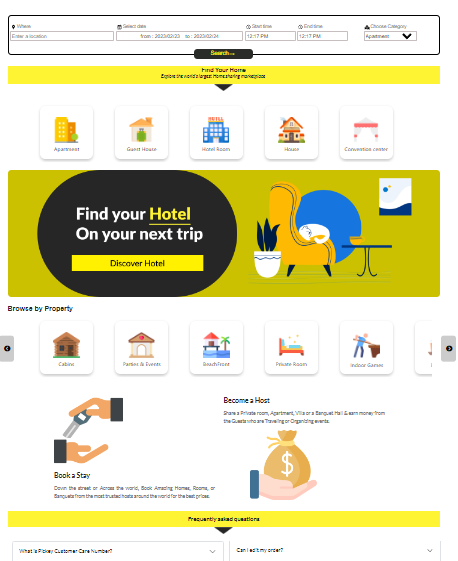 Where
Select date
Start time
End time
Choose Category
Enter a location
from : 2023/02/23 to : 2023/02/24
12:17 PM
12:17 PM
Apartment
Search
Find Your Home
Explore the world's largest Home sharing marketplace
Apartment
Guest House
Hotel Room
House
Convention center
HOTEL
Find your Hotel
On your next trip
Discover Hotel
Browse by Property
Cabins
Parties & Events
BeachFront
Private Room
Indoor Games
Become a Host
Share a Private room, Apartment, Villa or a Banquet Hall & earn money from
the Guests who are Traveling or Organizing events.
$
Book a Stay
Down the street or Across the world, Book Amazing Homes, Rooms, or
Banquets from the most trusted hosts around the world for the best prices.
Frequently asked questions
What is Pickey Customer Care Number?
Can I edit my order?